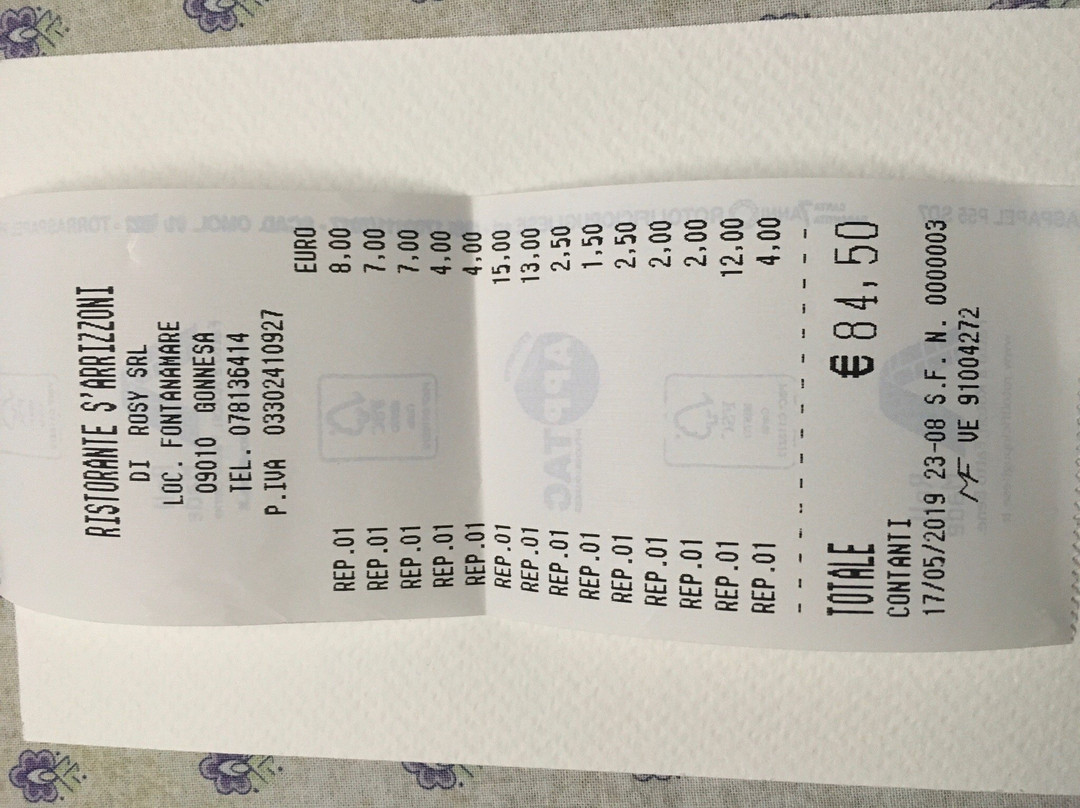 RISTORANTE S'ARRIZZONI
DI ROSY SRL
LOC. FONTANAMARE
09010 GONNESA
TEL. 078136414
P.IVA 03302410927
EURO
REP.01 8,00
REP.01 7,00
REP.01 7,00
REP.01 4,00
REP.01 4,00
REP.01 15,00
REP.01 13,00
REP.01 2,50
REP.01 1,50
REP.01 2,50
REP.01 2,00
REP.01 2,00
REP.01 12,00
REP.01 4,00
TOTALE €84,50
CONTANTI
17/05/2019 23-08 S.F. N. 0000003
MF VE 91004272